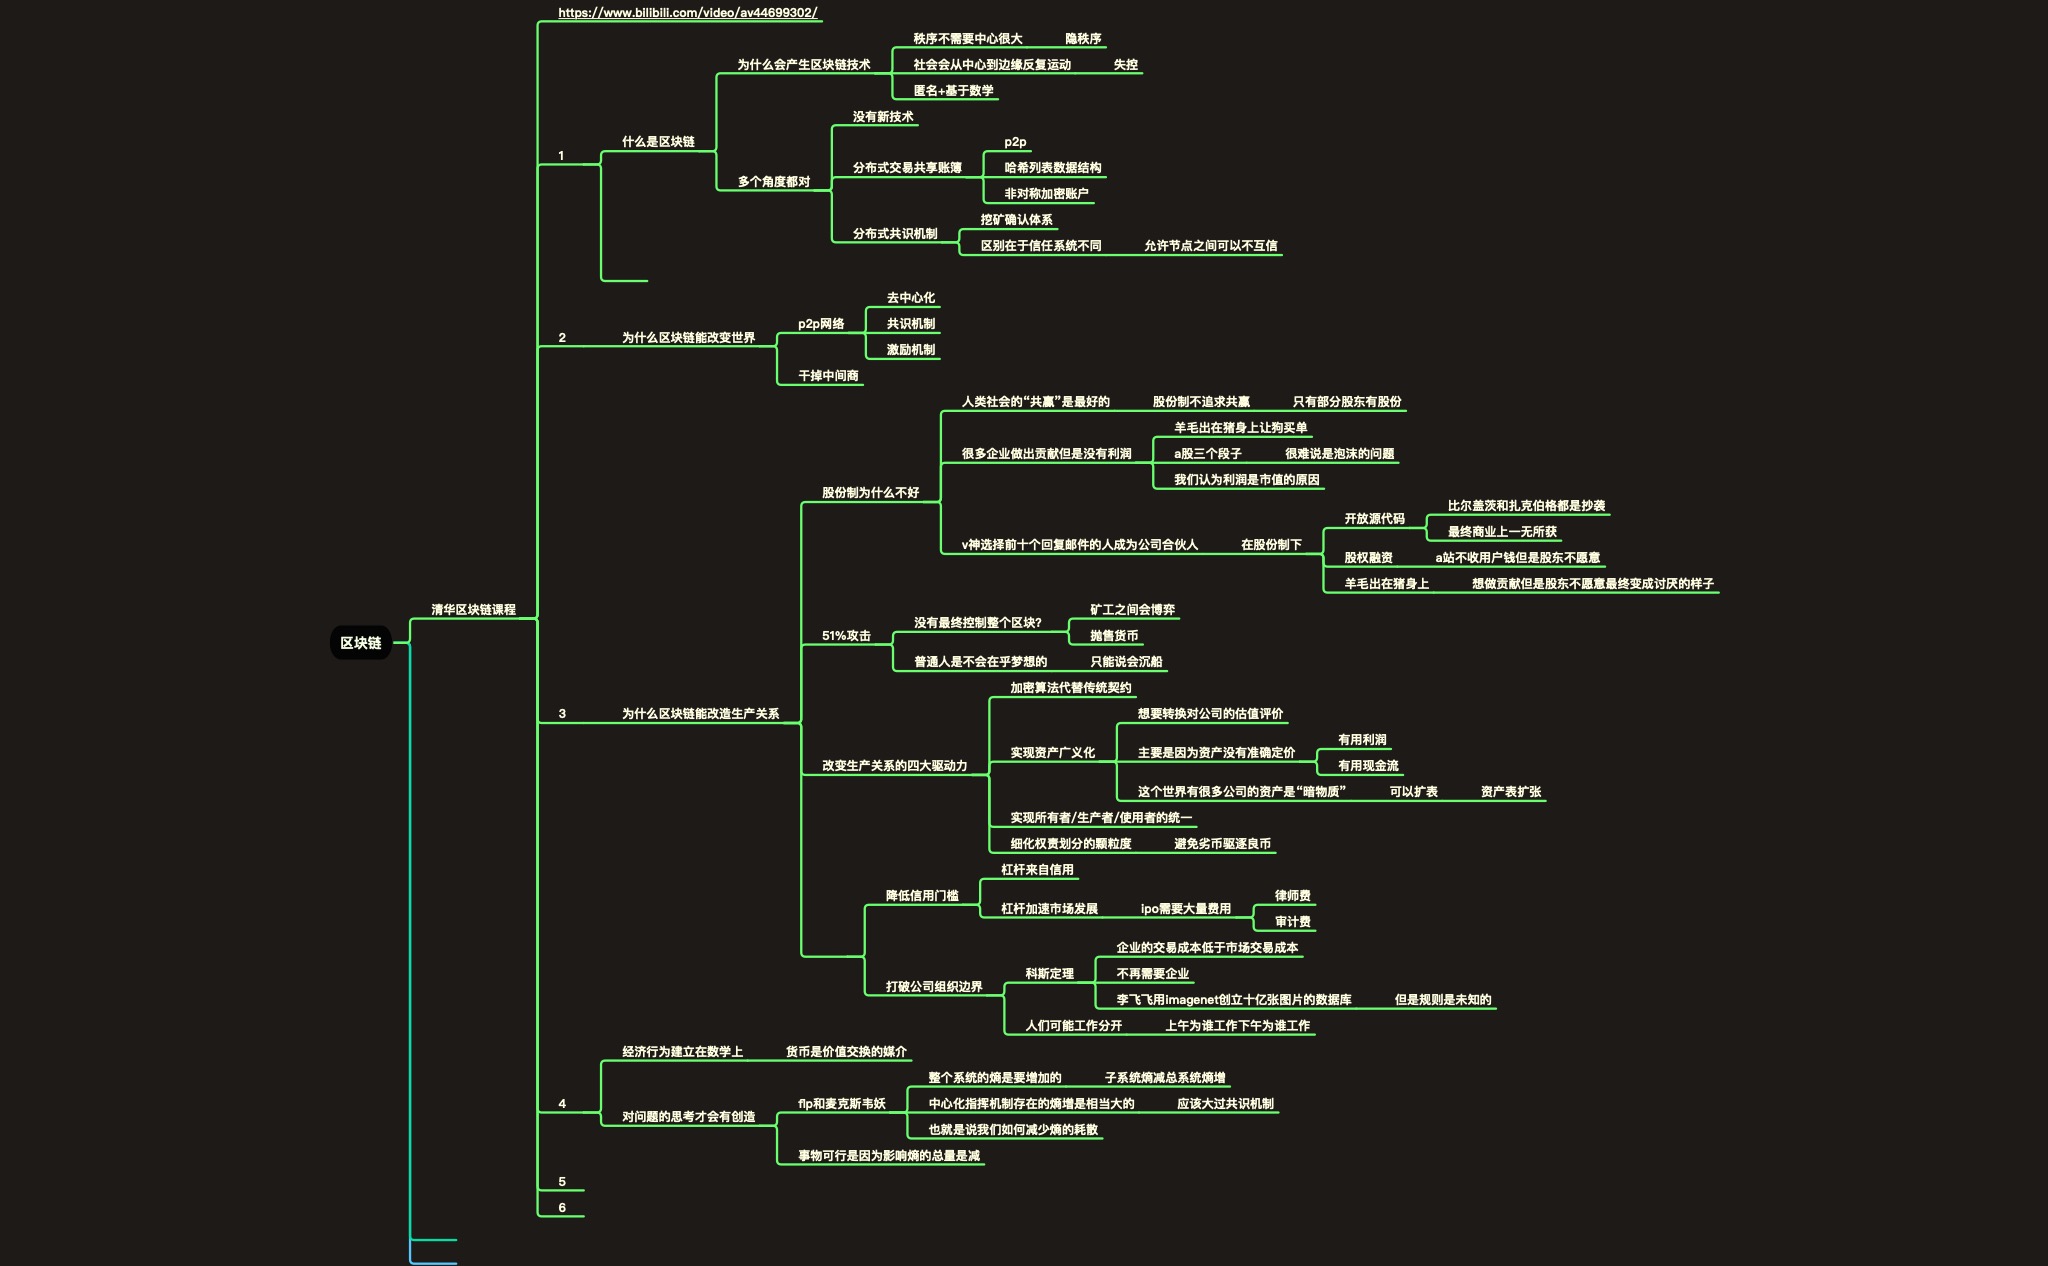 https://www.bilibili.com/video/av44699302/
秩序不需要中心很大 隐秩序
为什么会产生区块链技术 社会会从中心到边缘反复运动 失控
匿名+基于数学
没有新技术
1 什么是区块链 p2p
分布式交易共享账簿 哈希列表数据结构
多个角度都对 非对称加密账户
挖矿确认体系
分布式共识机制 区别在于信任系统不同 允许节点之间可以不互信
去中心化
2 为什么区块链能改变世界 p2p网络 共识机制
激励机制
干掉中间商
人类社会的“共赢”是最好的 股份制不追求共赢 只有部分股东有股份
羊毛出在猪身上让狗买单
很多企业做出贡献但是没有利润 a股三个段子 很难说是泡沫的问题
股份制为什么不好 我们认为利润是市值的原因
比尔盖茨和扎克伯格都是抄袭
开放源代码 最终商业上一无所获
v神选择前十个回复邮件的人成为公司合伙人 在股份制下
股权融资 a站不收用户钱但是股东不愿意
羊毛出在猪身上 想做贡献但是股东不愿意最终变成讨厌的样子
区块链 清华区块链课程
矿工之间会博弈
51%攻击 没有最终控制整个区块? 抛售货币
普通人是不会在乎梦想的 只能说会沉船
加密算法代替传统契约
3 为什么区块链能改造生产关系 想要转换对公司的估值评价
有用利润
改变生产关系的四大驱动力 实现资产广义化 主要是因为资产没有准确定价 有用现金流
这个世界有很多公司的资产是“暗物质” 可以扩表 资产表扩张
实现所有者/生产者/使用者的统一
细化权责划分的颗粒度 避免劣币驱逐良币
杠杆来自信用
降低信用门槛 律师费
杠杆加速市场发展 ipo需要大量费用 审计费
企业的交易成本低于市场交易成本
打破公司组织边界 科斯定理 不再需要企业
李飞飞用imagenet创立十亿张图片的数据库 但是规则是未知的
人们可能工作分开 上午为谁工作下午为谁工作
经济行为建立在数学上 货币是价值交换的媒介
整个系统的熵是要增加的 子系统熵减总系统熵增
4 对问题的思考才会有创造 flp和麦克斯韦妖 中心化指挥机制存在的熵增是相当大的 应该大过共识机制
也就是说我们如何减少熵的耗散
事物可行是因为影响熵的总量是减
5
6